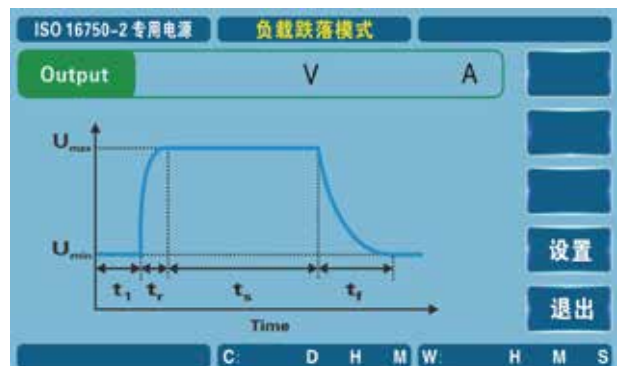 ISO 16750-2 专用电源 负载跌落模式
Output V A
Umax
Umin
设置
t1 tr ts tf
退出
Time
C: D H M W: H M S